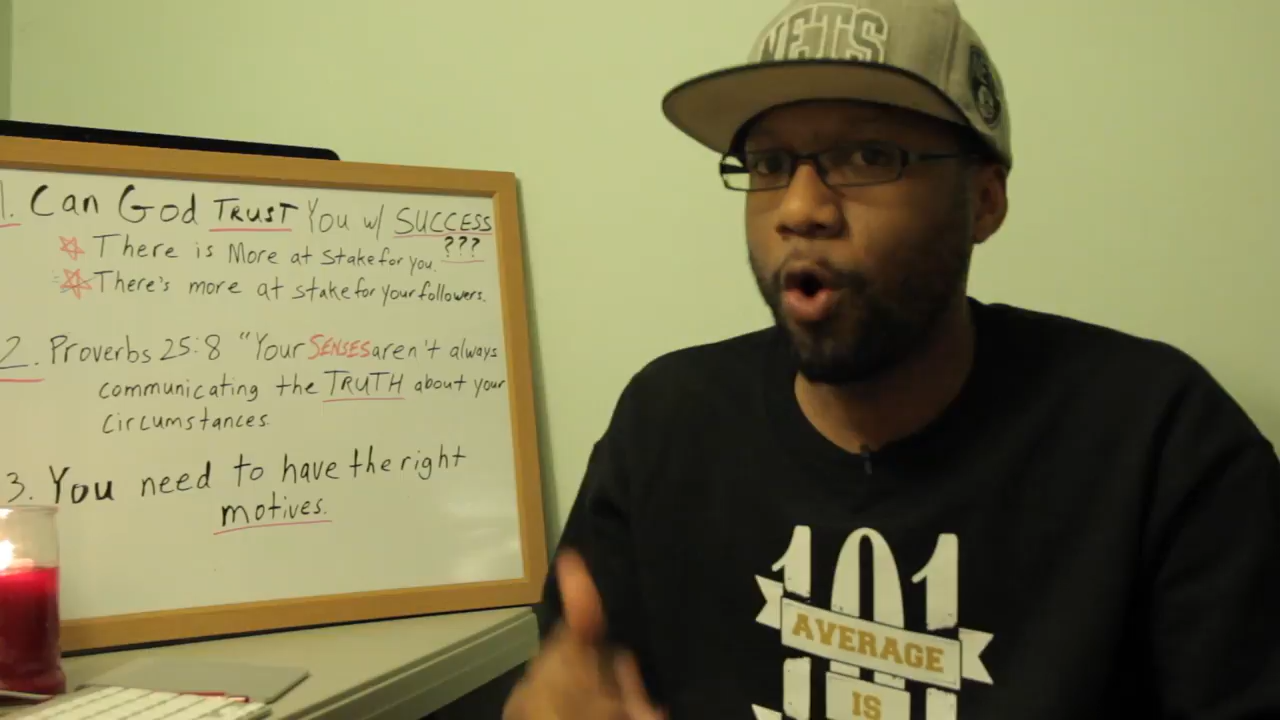 1. Can God TRUST You w/ SUCCESS
???
There is More at stake for you.
There's more at stake for your followers.
2. Proverbs 25:8 "Your SENSES aren't always
communicating the TRUTH about your
circumstances.
3. You need to have the right
motives.
NETS
101
AVERAGE
IS